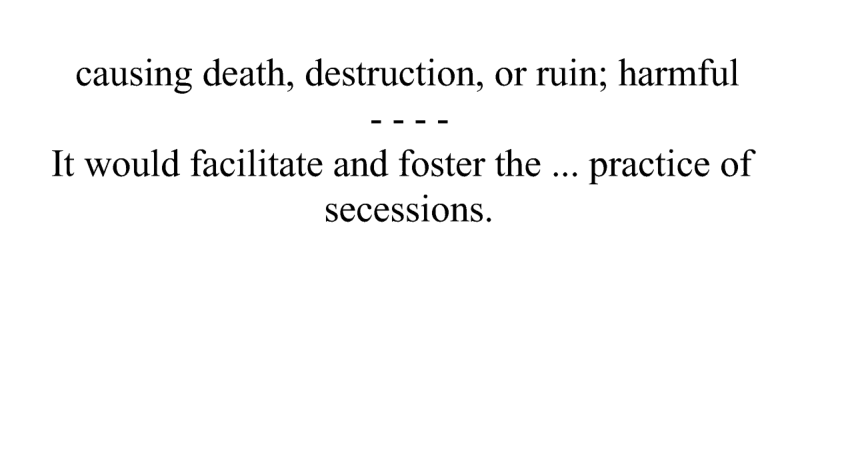 causing death, destruction, or ruin; harmful
- - - -
It would facilitate and foster the ... practice of
secessions.